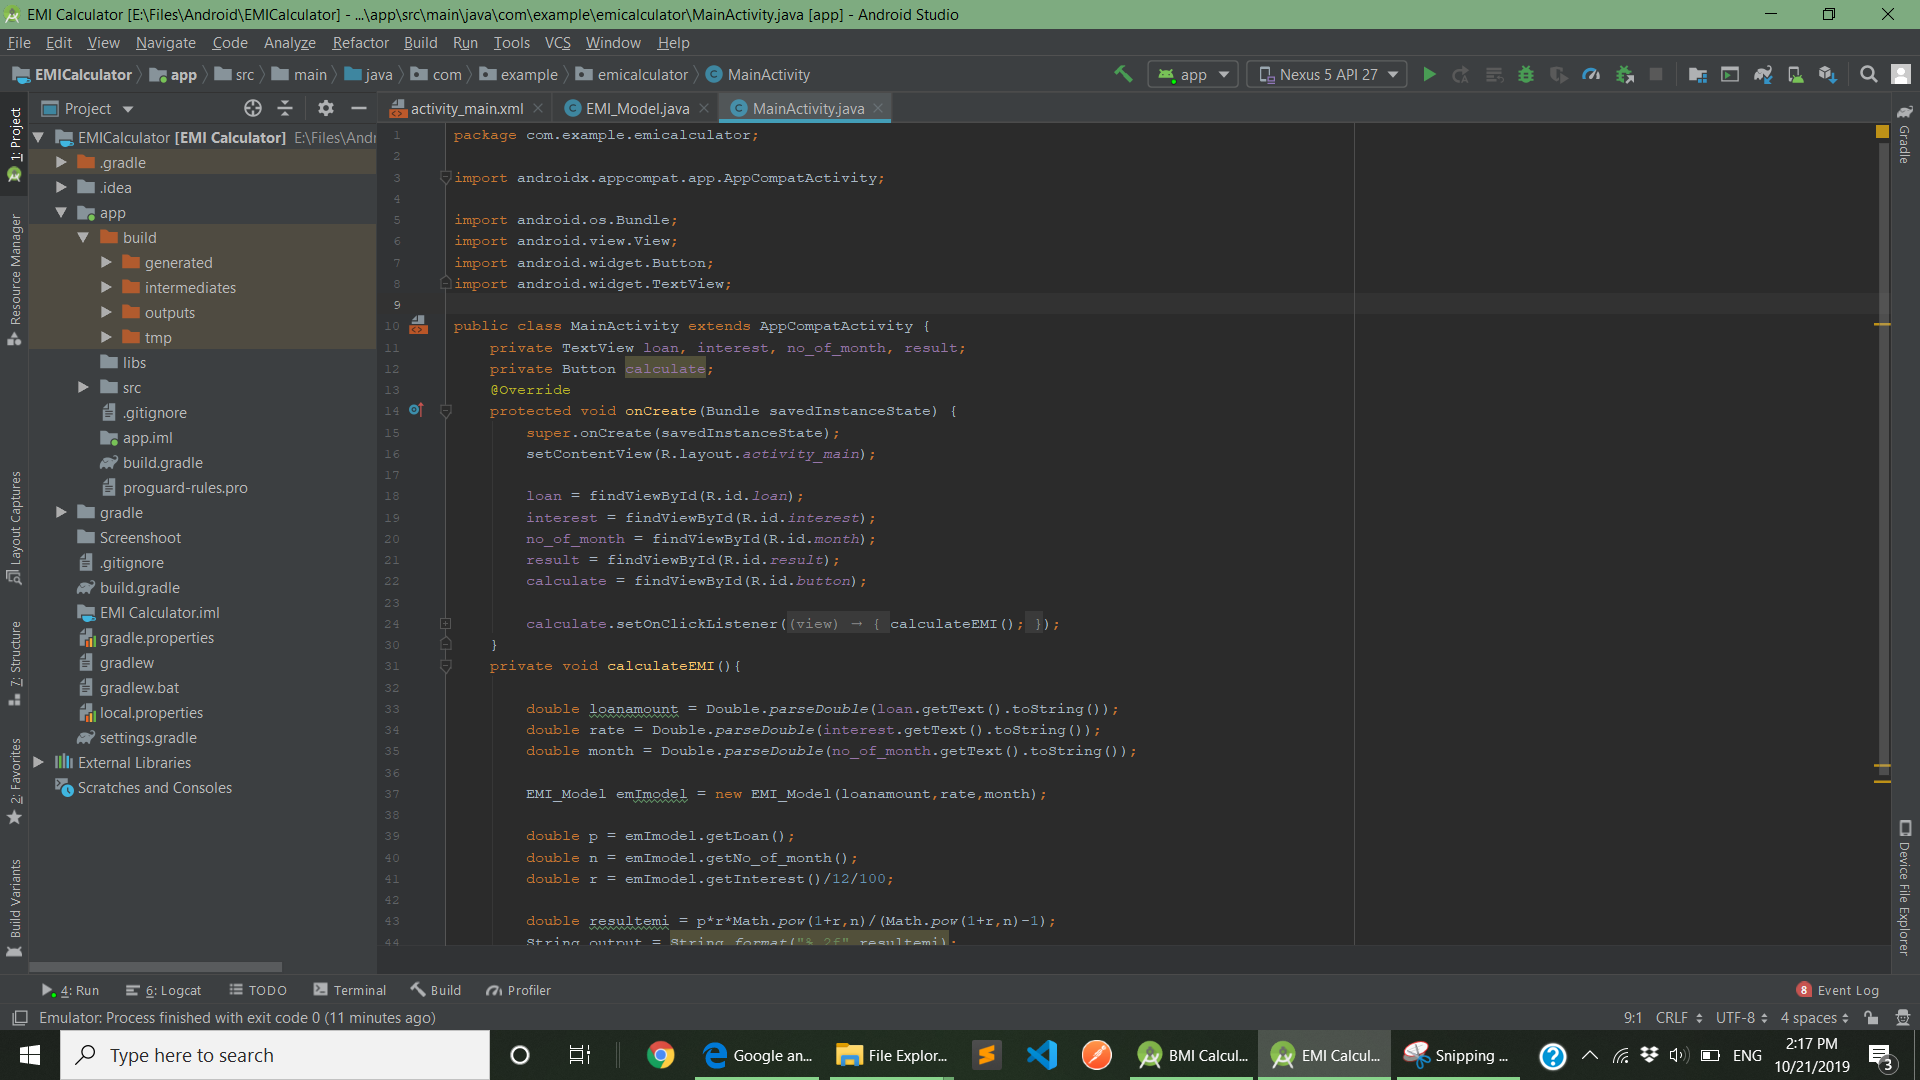 EMI Calculator [E:\Files\Android\EMICalculator] - ...\app\src\main\java\com\example\emicalculator\MainActivity.java [app] - Android Studio
File Edit View Navigate Code Analyze Refactor Build Run Tools VCS Window Help
EMICalculator app src main java com example emicalculator MainActivity
app Nexus 5 API 27
Project
activity_main.xml EMI_Model.java MainActivity.java
1: Project
Resource Manager
Layout Captures
7: Structure
2: Favorites
Build Variants
EMICalculator [EMI Calculator] E:\Files\Andr
.gradle
.idea
app
build
generated
intermediates
outputs
tmp
libs
src
.gitignore
app.iml
build.gradle
proguard-rules.pro
gradle
Screenshoot
.gitignore
build.gradle
EMI Calculator.iml
gradle.properties
gradlew
gradlew.bat
local.properties
settings.gradle
External Libraries
Scratches and Consoles
1 package com.example.emicalculator;
2
3 import androidx.appcompat.app.AppCompatActivity;
4
5 import android.os.Bundle;
6 import android.view.View;
7 import android.widget.Button;
8 import android.widget.TextView;
9
10 public class MainActivity extends AppCompatActivity {
11 private TextView loan, interest, no_of_month, result;
12 private Button calculate;
13 @Override
14 protected void onCreate(Bundle savedInstanceState) {
15 super.onCreate(savedInstanceState);
16 setContentView(R.layout.activity_main);
17
18 loan = findViewById(R.id.loan);
19 interest = findViewById(R.id.interest);
20 no_of_month = findViewById(R.id.month);
21 result = findViewById(R.id.result);
22 calculate = findViewById(R.id.button);
23
24 calculate.setOnClickListener((view) → { calculateEMI(); });
30 }
31 private void calculateEMI(){
32
33 double loanamount = Double.parseDouble(loan.getText().toString());
34 double rate = Double.parseDouble(interest.getText().toString());
35 double month = Double.parseDouble(no_of_month.getText().toString());
36
37 EMI_Model emImodel = new EMI_Model(loanamount,rate,month);
38
39 double p = emImodel.getLoan();
40 double n = emImodel.getNo_of_month();
41 double r = emImodel.getInterest()/12/100;
42
43 double resultemi = p*r*Math.pow(1+r,n)/(Math.pow(1+r,n)-1);
44 String output = String.format("%.2f",resultemi);
Gradle
Device File Explorer
4: Run 6: Logcat TODO Terminal Build Profiler 8 Event Log
Emulator: Process finished with exit code 0 (11 minutes ago) 9:1 CRLF UTF-8 4 spaces
Type here to search Google an... File Explor... BMI Calcul... EMI Calcul... Snipping ... ENG 2:17 PM
10/21/2019 3